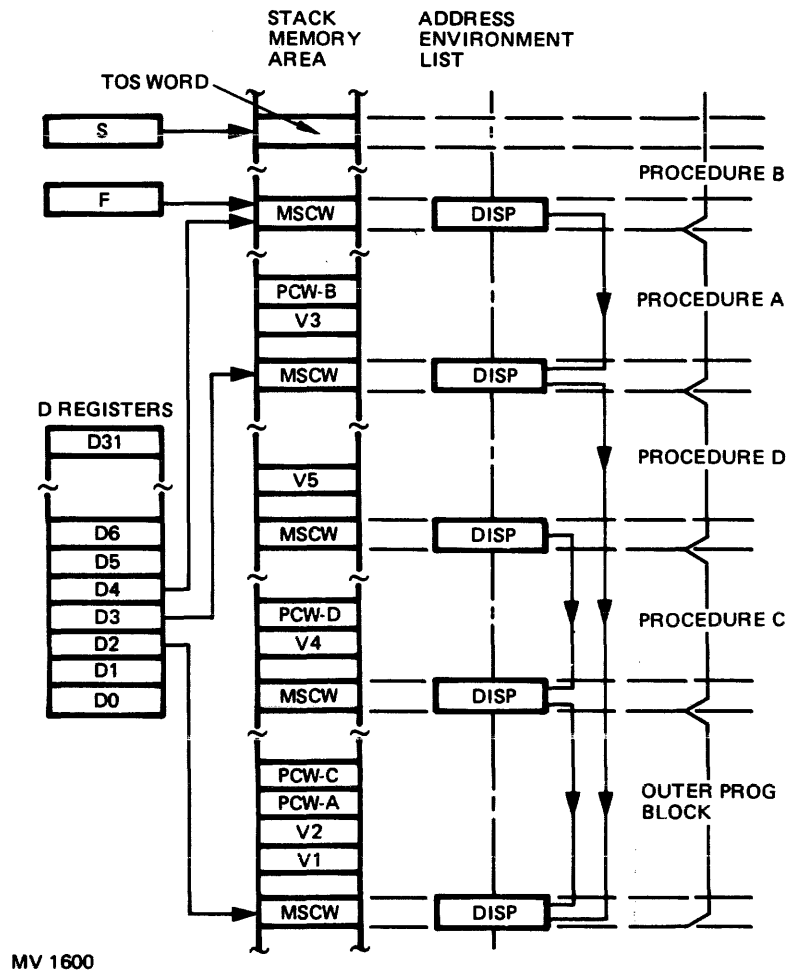 STACK
MEMORY
AREA
ADDRESS
ENVIRONMENT
LIST
TOS WORD
S
PROCEDURE B
F
MSCW
DISP
PCW-B
PROCEDURE A
V3
MSCW
DISP
D REGISTERS
D31
PROCEDURE D
V5
D6
MSCW
DISP
D5
D4
D3
PCW-D
PROCEDURE C
D2
V4
D1
D0
MSCW
DISP
PCW-C
PCW-A
OUTER PROG
BLOCK
V2
V1
MSCW
DISP
MV 1600